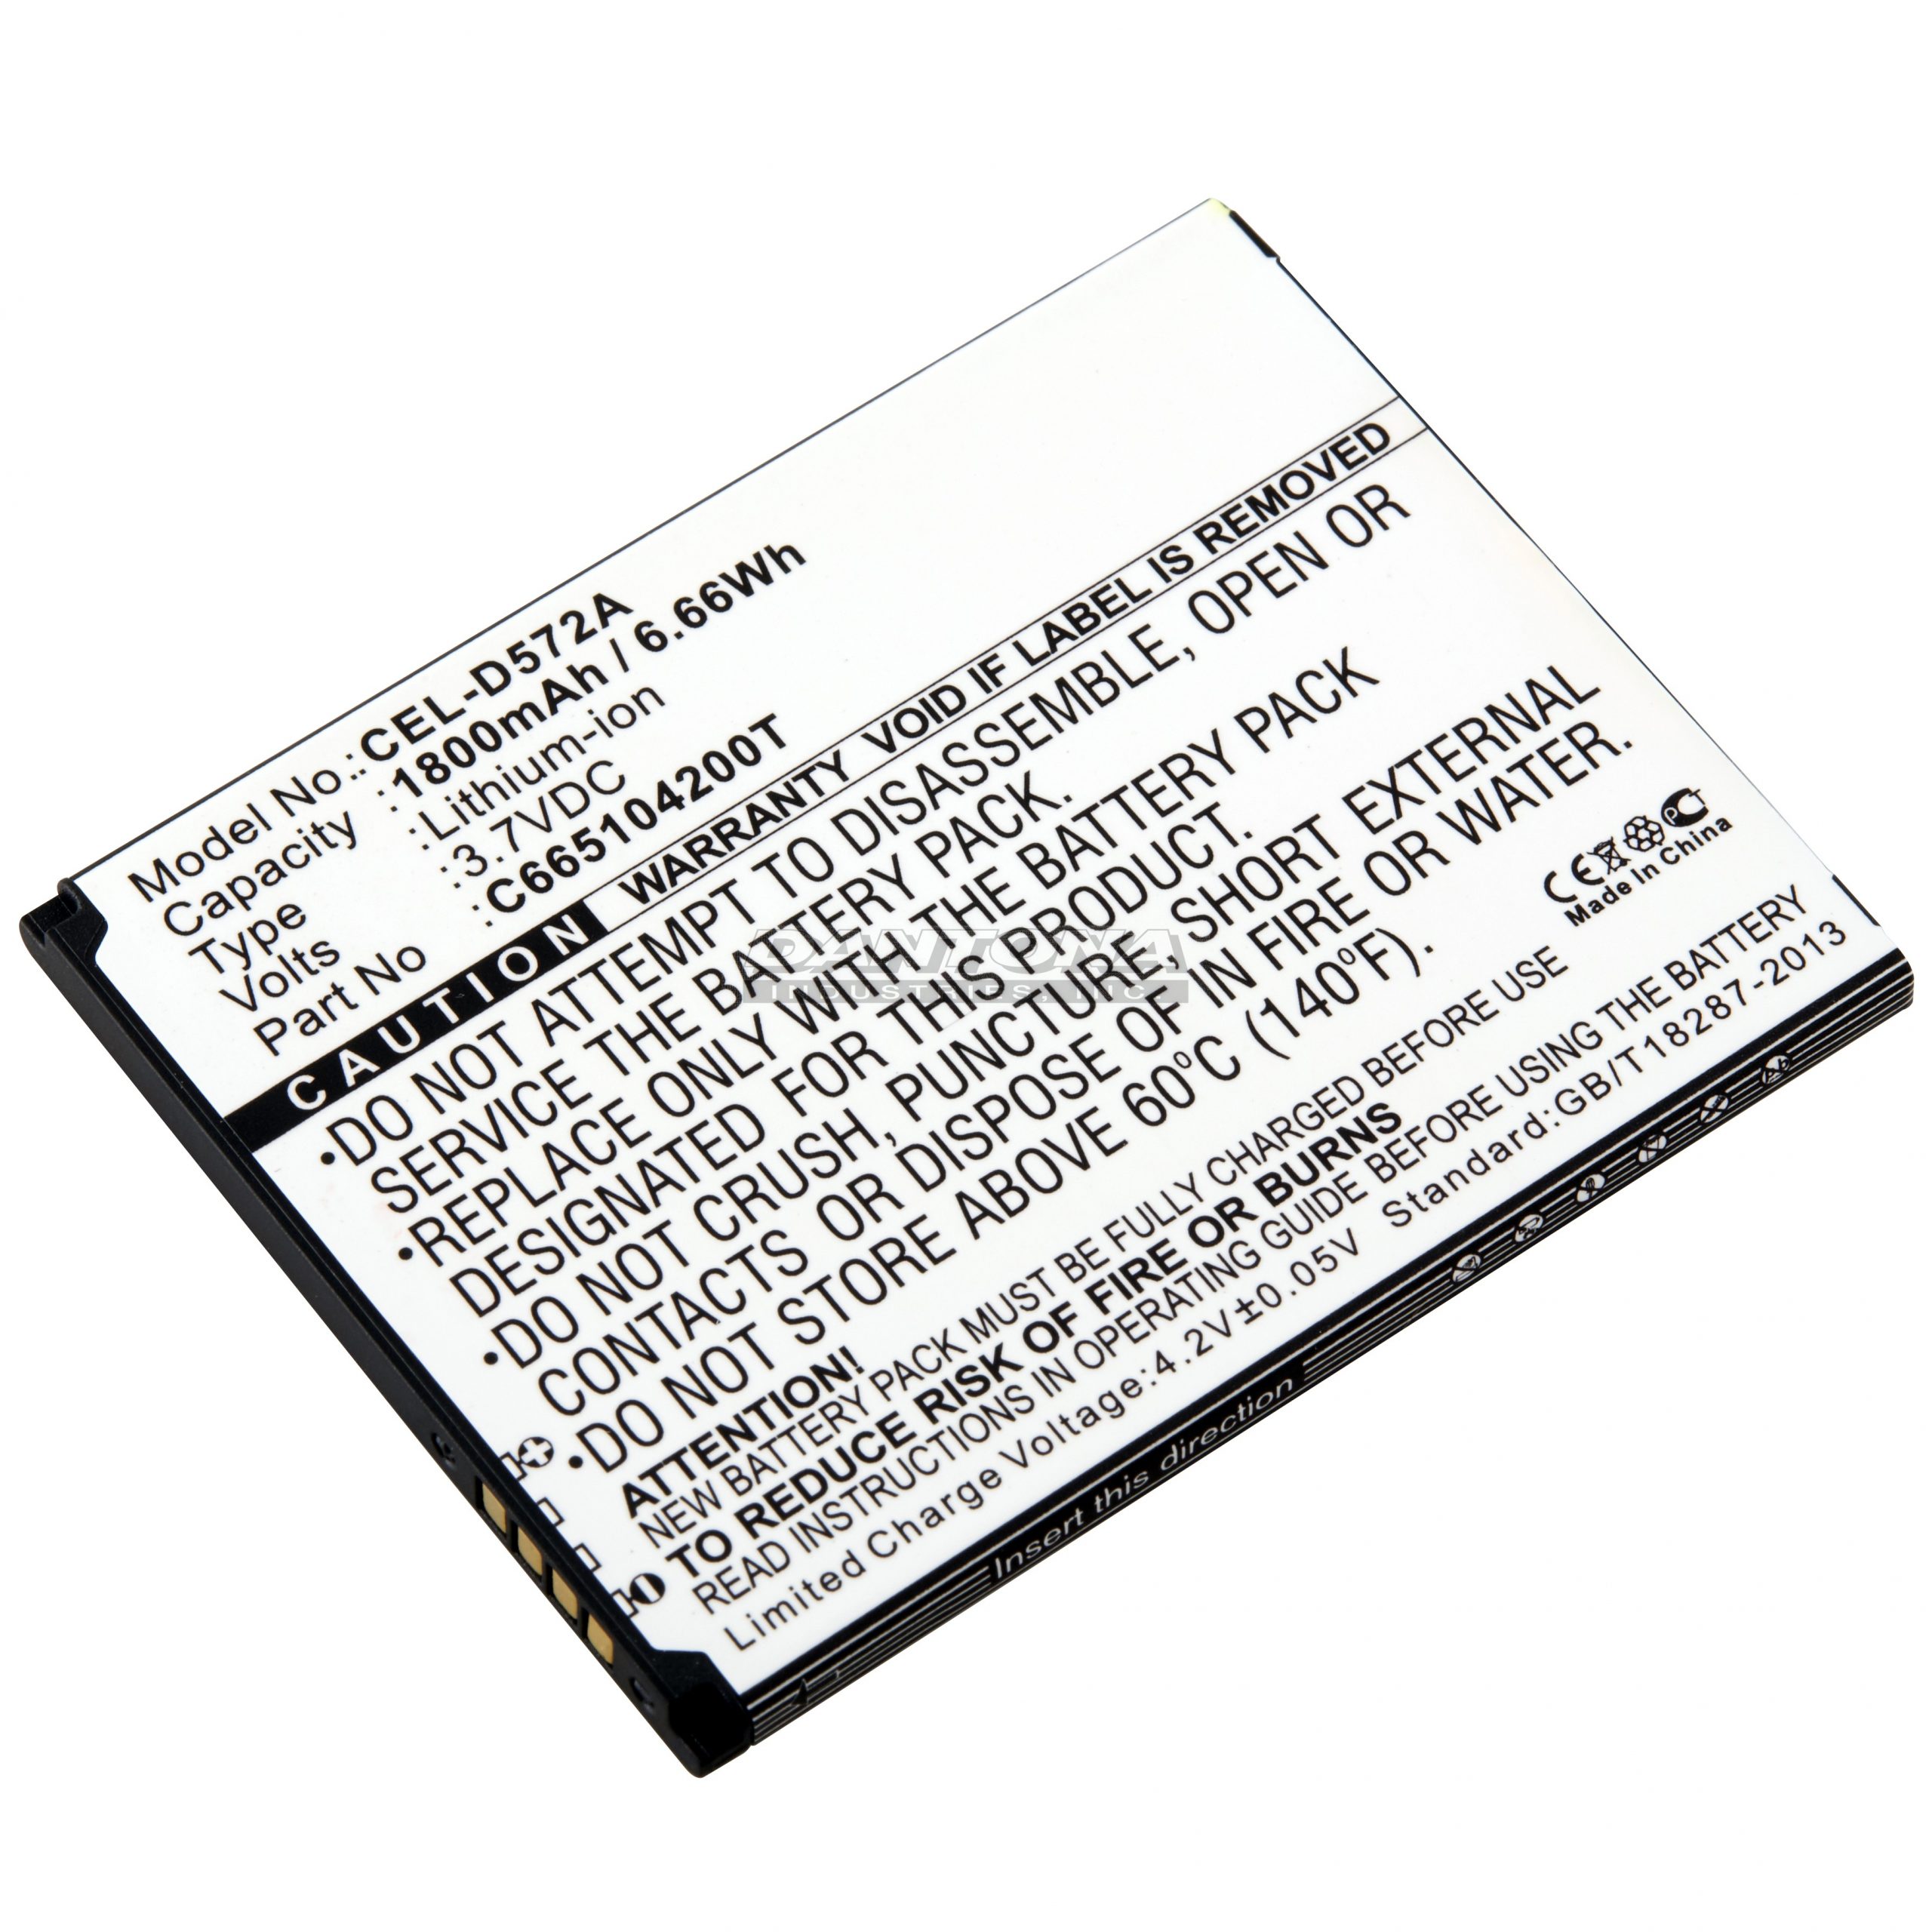 Model No.:CEL-D572A
Capacity :1800mAh / 6.66Wh
Type :Lithium-ion
Volts :3.7VDC
Part No :C665104200T
CAUTION WARRANTY VOID IF LABEL IS REMOVED
•DO NOT ATTEMPT TO DISASSEMBLE, OPEN OR
SERVICE THE BATTERY PACK.
•REPLACE ONLY WITH THE BATTERY PACK
DESIGNATED FOR THIS PRODUCT.
•DO NOT CRUSH, PUNCTURE, SHORT EXTERNAL
CONTACTS OR DISPOSE OF IN FIRE OR WATER.
•DO NOT STORE ABOVE 60°C (140°F).
DANTONA
INDUSTRIES, INC.
CE
PCT
Made In China
ATTENTION!
NEW BATTERY PACK MUST BE FULLY CHARGED BEFORE USE
TO REDUCE RISK OF FIRE OR BURNS
READ INSTRUCTIONS IN OPERATING GUIDE BEFORE USING THE BATTERY
Limited Charge Voltage:4.2V±0.05V Standard:GB/T18287-2013
Insert this direction